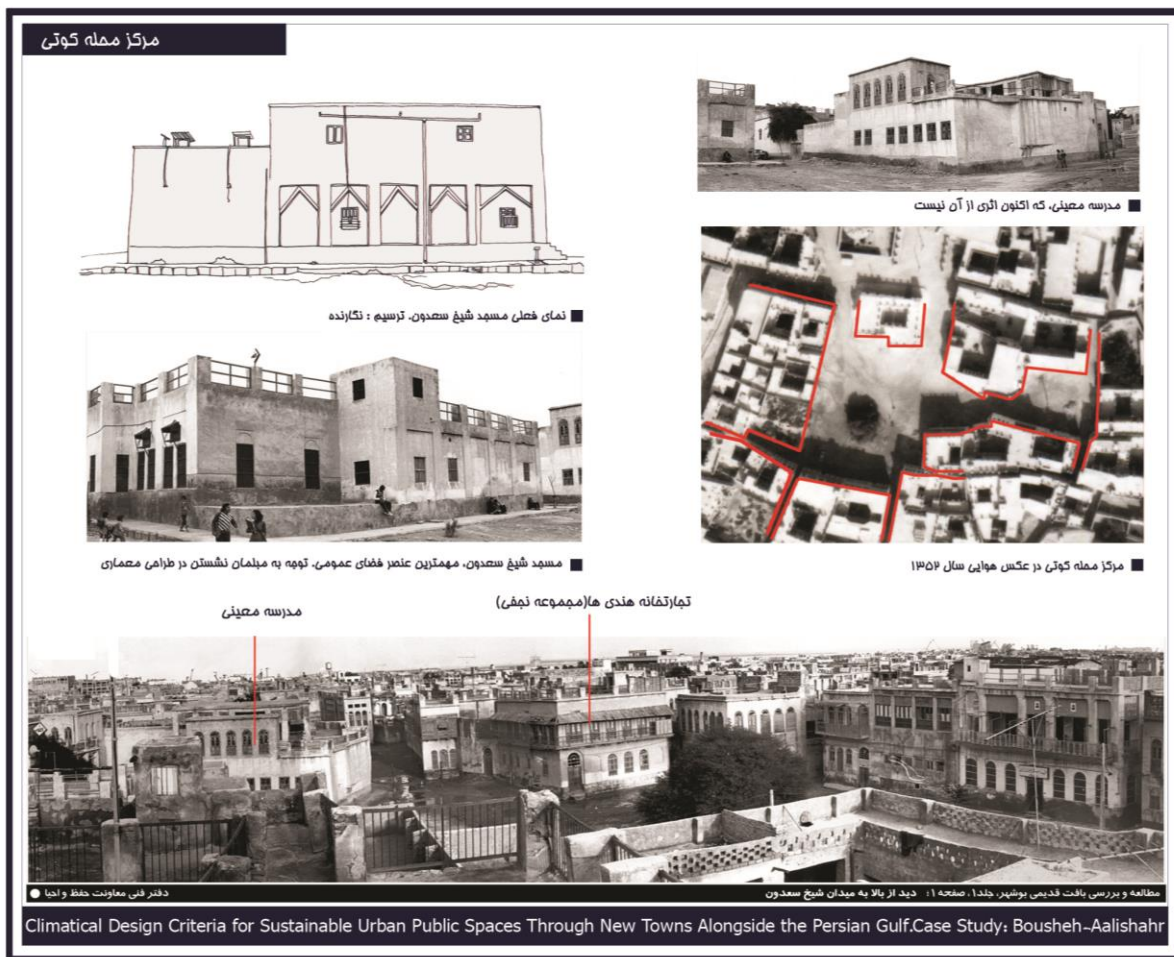 مرکز محله کوتی
مدرسه معینی، که اکنون اثری از آن نیست
نمای فعلی مسجد شیخ سعدون. ترسیم : نگارنده
مسجد شیخ سعدون، مهمترین عنصر فضای عمومی. توجه به مبلمان نشستن در طراحی معماری
مرکز محله کوتی در عکس هوایی سال ۱۳۵۲
تجارتخانه هندی ها(مجموعه نجفی)
مدرسه معینی
مطالعه و بررسی بافت قدیمی بوشهر، جلد۱، صفحه ۱: دید از بالا به میدان شیخ سعدون
دفتر فنی معاونت حفظ و احیا
Climatical Design Criteria for Sustainable Urban Public Spaces Through New Towns Alongside the Persian Gulf.Case Study: Bousheh-Aalishahr